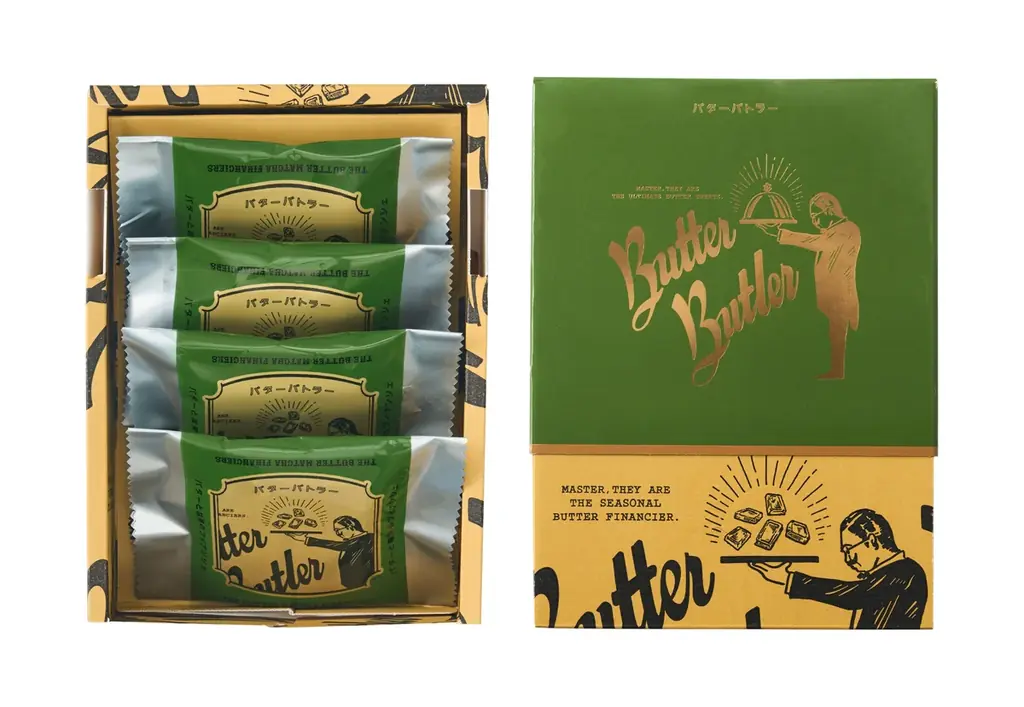 THE BUTTER MATCHA FINANCIERS
バターバトラー
THE BUTTER MATCHA FINANCIERS
バターバトラー
THE BUTTER MATCHA FINANCIERS
バターバトラー
THE BUTTER MATCHA FINANCIERS
バターバトラー
tter
Butler
バターバトラー
MASTER, THEY ARE
THE ULTIMATE BUTTER SWEETS.
Butter
Butler
MASTER, THEY ARE
THE SEASONAL
BUTTER FINANCIER.
Butter